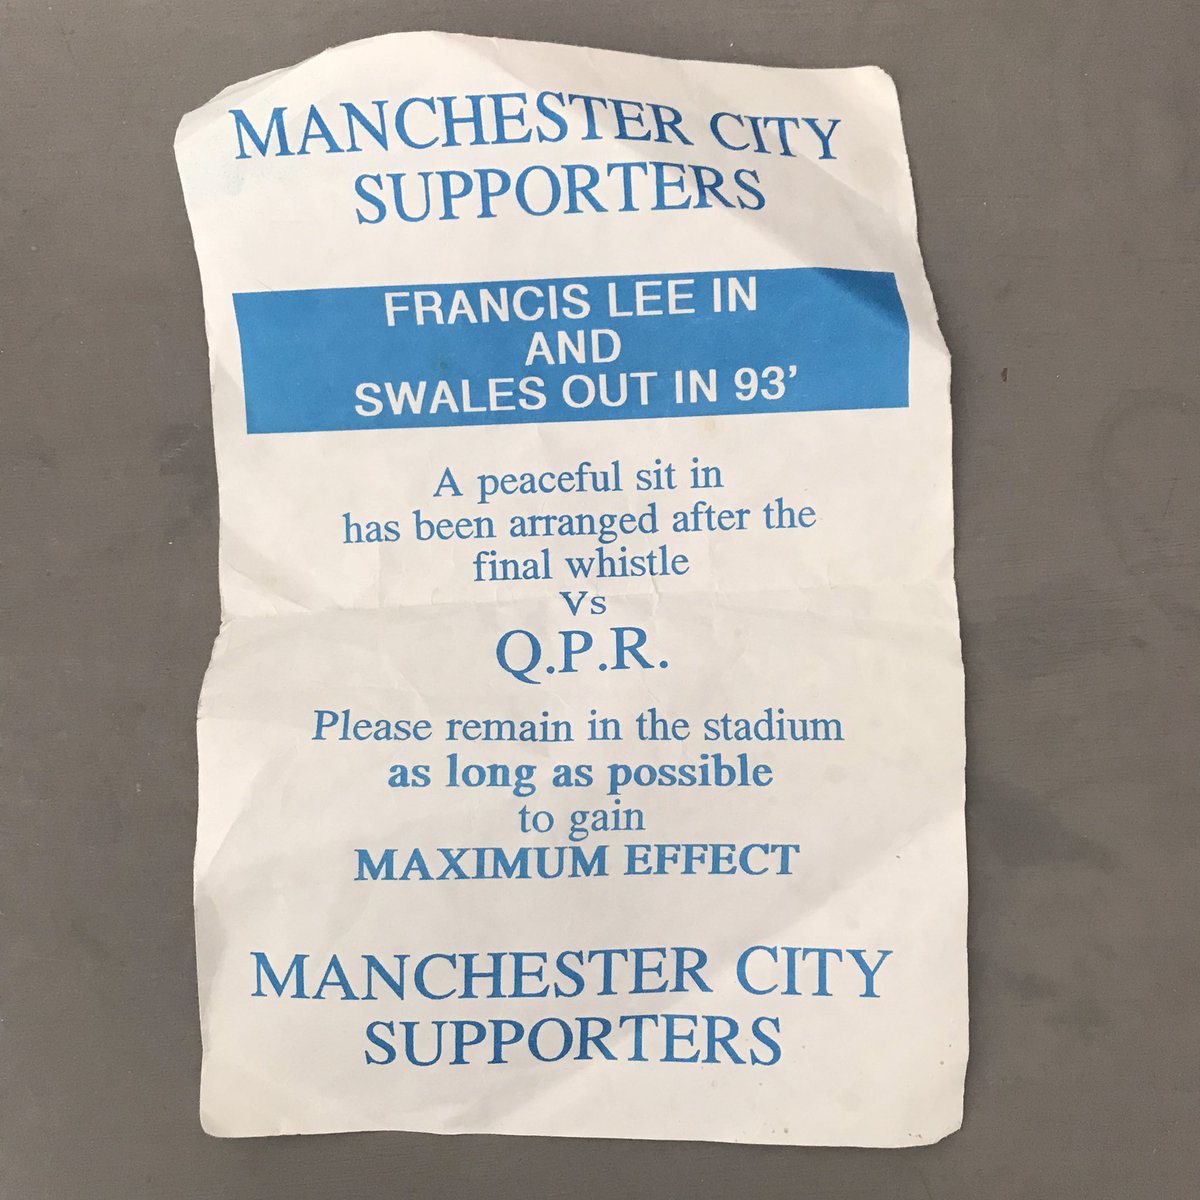 MANCHESTER CITY
SUPPORTERS
FRANCIS LEE IN
AND
SWALES OUT IN 93'
A peaceful sit in
has been arranged after the
final whistle
Vs
Q.P.R.
Please remain in the stadium
as long as possible
to gain
MAXIMUM EFFECT
MANCHESTER CITY
SUPPORTERS